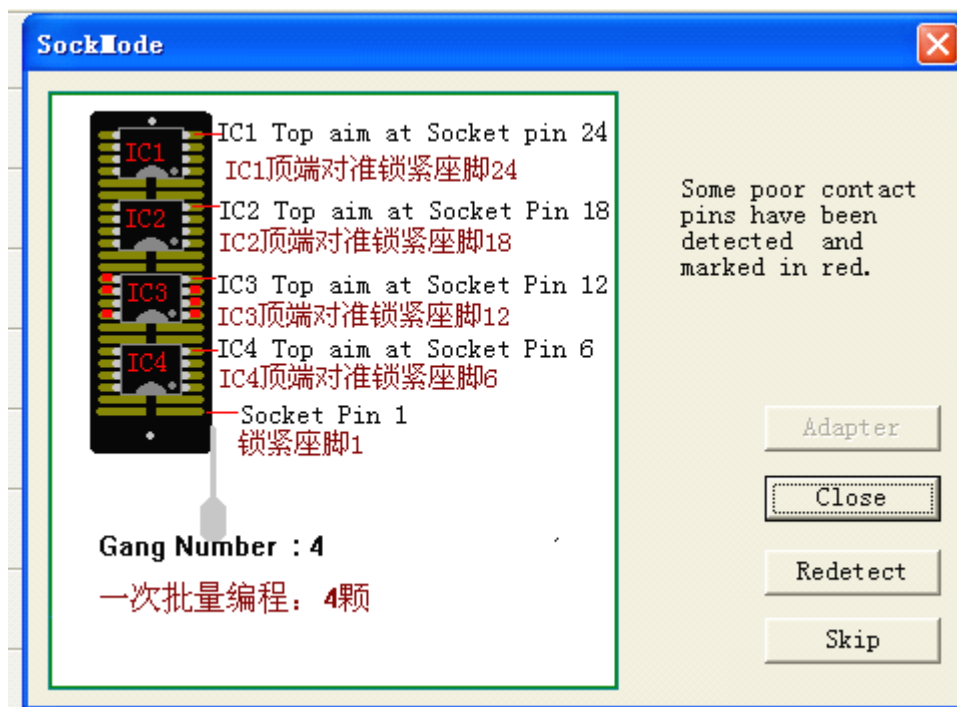 SockMode
IC1
IC1 Top aim at Socket pin 24
IC1顶端对准锁紧座脚24
IC2
IC2 Top aim at Socket Pin 18
IC2顶端对准锁紧座脚18
IC3
IC3 Top aim at Socket Pin 12
IC3顶端对准锁紧座脚12
IC4
IC4 Top aim at Socket Pin 6
IC4顶端对准锁紧座脚6
Socket Pin 1
锁紧座脚1
Gang Number : 4
一次批量编程: 4颗
Some poor contact
pins have been
detected and
marked in red.
Adapter
Close
Redetect
Skip